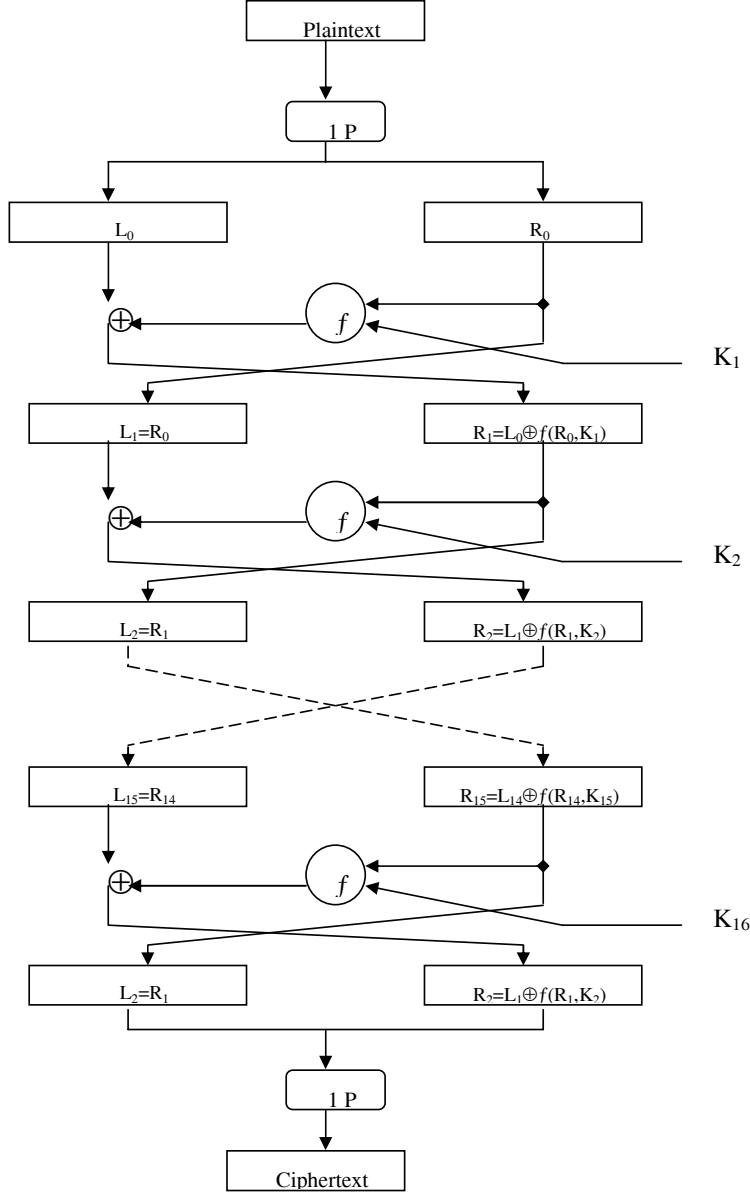 Plaintext
1 P
L₀
R₀
f
K₁
L₁=R₀
R₁=L₀⊕f(R₀,K₁)
f
K₂
L₂=R₁
R₂=L₁⊕f(R₁,K₂)
L₁₅=R₁₄
R₁₅=L₁₄⊕f(R₁₄,K₁₅)
f
K₁₆
L₂=R₁
R₂=L₁⊕f(R₁,K₂)
1 P
Ciphertext